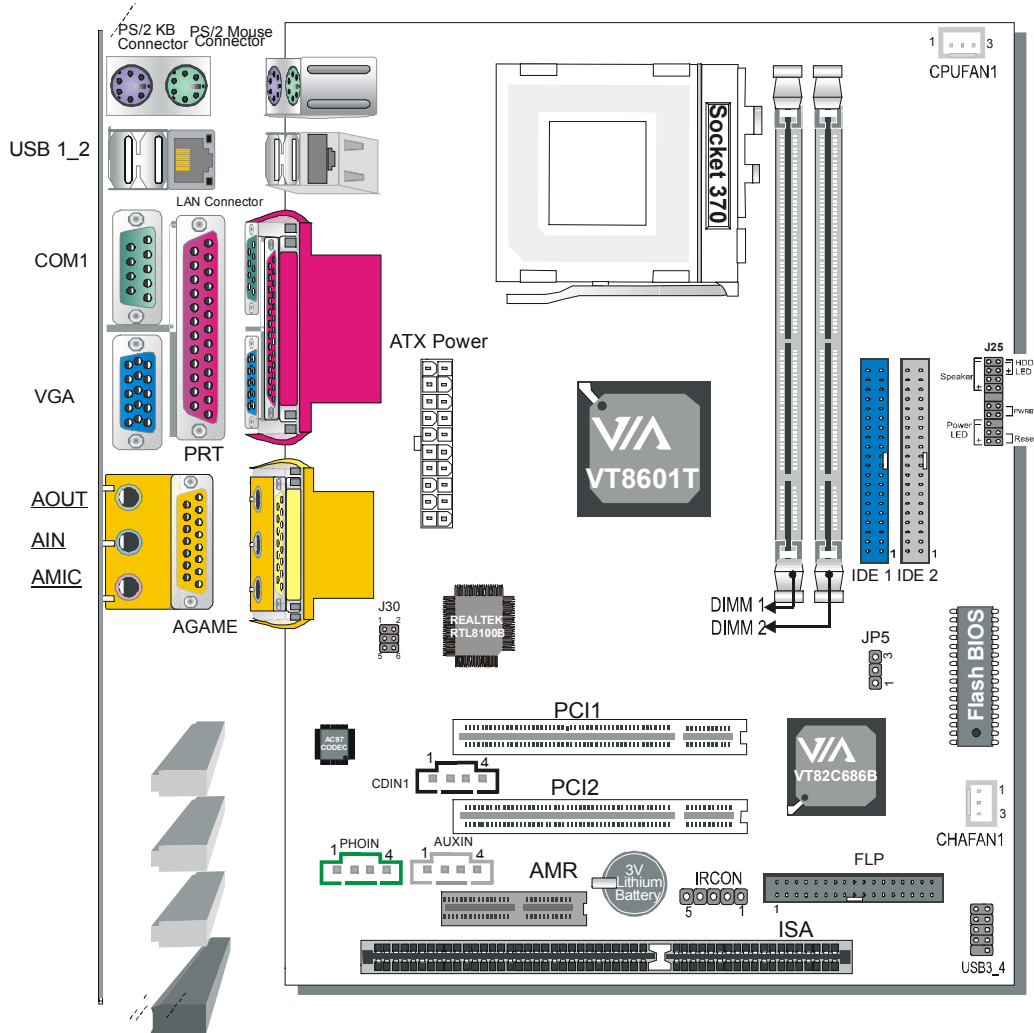 PS/2 KB
Connector
PS/2 Mouse
Connector
USB 1_2
LAN Connector
COM1
VGA
PRT
AOUT
AIN
AMIC
AGAME
ATX Power
Socket 370
1 3
CPUFAN1
VIA
VT8601T
DIMM 1
DIMM 2
1 1
IDE 1 IDE 2
J25
Speaker
+
HDD
LED
+
PWRB
Power
LED
+
Rese
J30
1 2
5 6
REALTEK
RTL8100B
JP5
3
1
Flash BIOS
AC97
CODEC
PCI1
VIA
VT82C686B
1 4
CDIN1
PCI2
1
3
CHAFAN1
PHOIN
1 4
AUXIN
1 4
AMR
3V
Lithium
Battery
IRCON
5 1
FLP
1
ISA
USB3_4